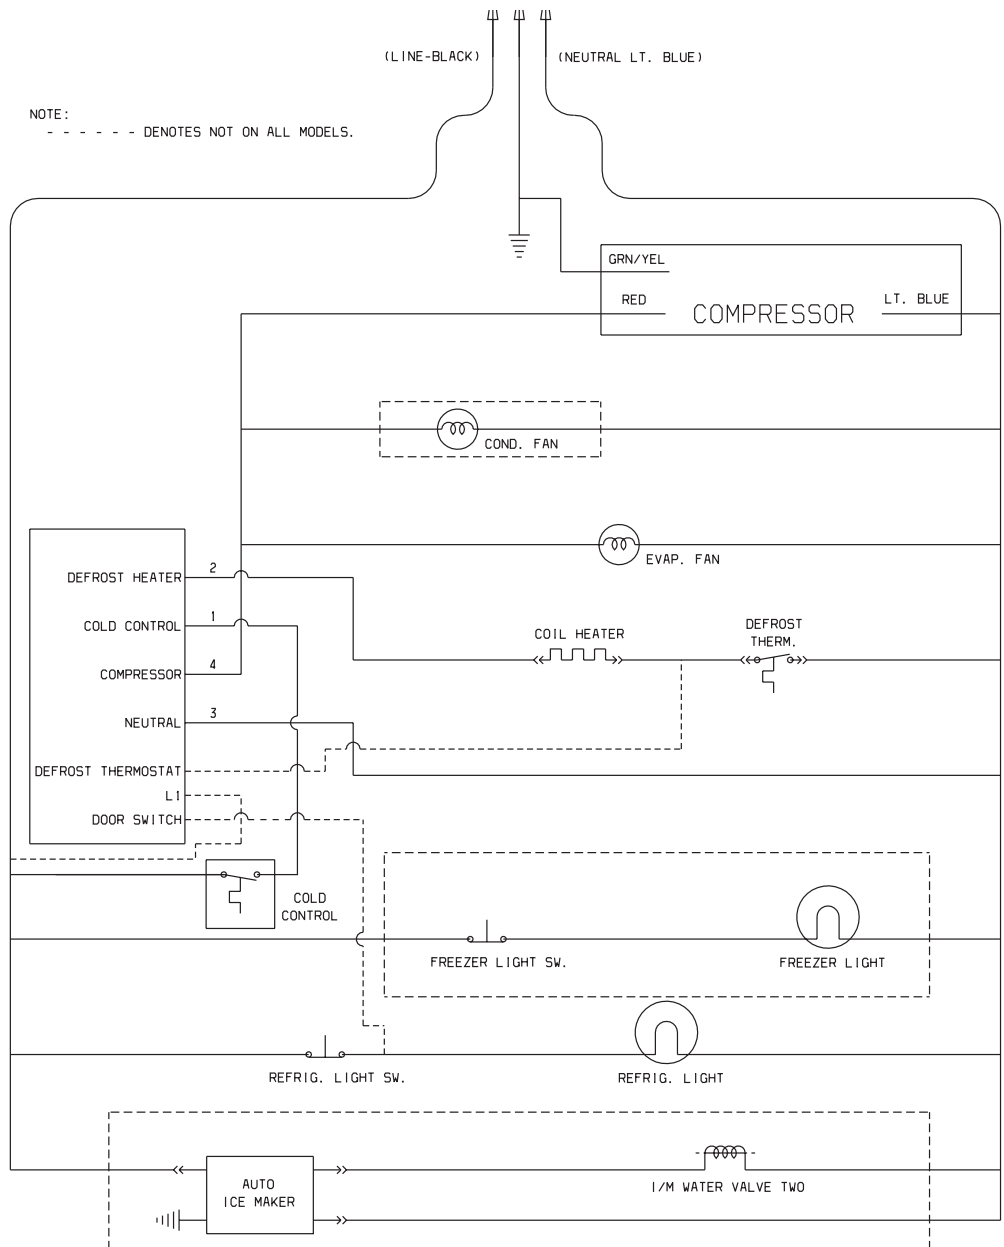 (LINE-BLACK)
(NEUTRAL LT. BLUE)
NOTE:
- - - - - - DENOTES NOT ON ALL MODELS.
GRN/YEL
RED
COMPRESSOR
LT. BLUE
COND. FAN
EVAP. FAN
DEFROST HEATER
2
COLD CONTROL
1
COMPRESSOR
4
NEUTRAL
3
DEFROST THERMOSTAT
L1
DOOR SWITCH
COIL HEATER
DEFROST
THERM.
COLD
CONTROL
FREEZER LIGHT SW.
FREEZER LIGHT
REFRIG. LIGHT SW.
REFRIG. LIGHT
AUTO
ICE MAKER
I/M WATER VALVE TWO